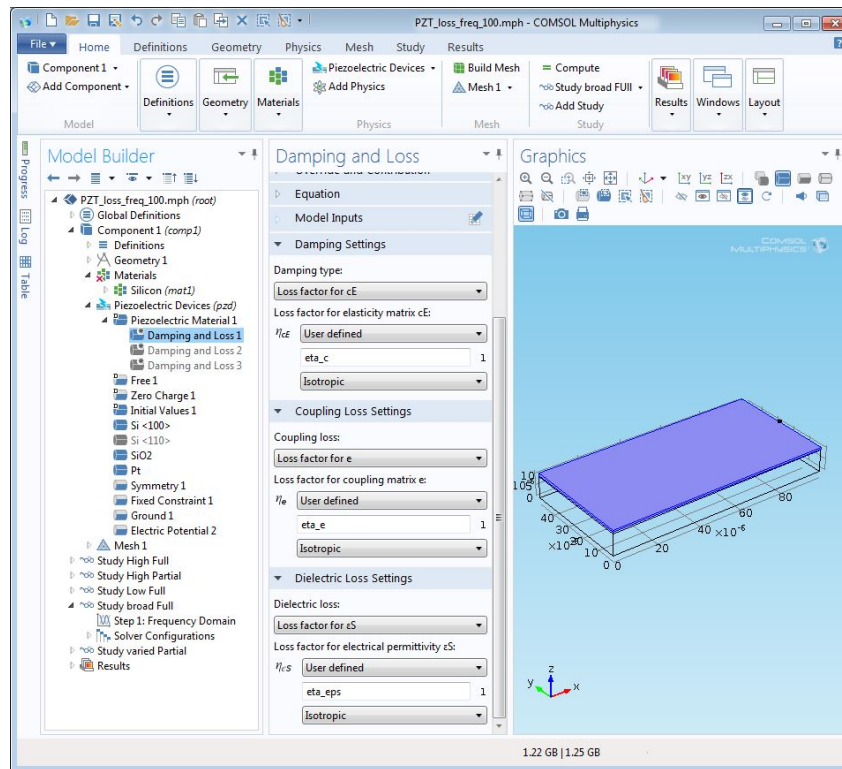 PZT_loss_freq_100.mph - COMSOL Multiphysics
File Home Definitions Geometry Physics Mesh Study Results
Component 1
Add Component
Model
Definitions
Geometry
Materials
Piezoelectric Devices
Add Physics
Physics
Build Mesh
Mesh 1
Mesh
Compute
Study broad FUll
Add Study
Study
Results
Windows
Layout
Progress
Log
Table
Model Builder
PZT_loss_freq_100.mph (root)
Global Definitions
Component 1 (comp1)
Definitions
Geometry 1
Materials
Silicon (mat1)
Piezoelectric Devices (pzd)
Piezoelectric Material 1
Damping and Loss 1
Damping and Loss 2
Damping and Loss 3
Free 1
Zero Charge 1
Initial Values 1
Si <100>
Si <110>
SiO2
Pt
Symmetry 1
Fixed Constraint 1
Ground 1
Electric Potential 2
Mesh 1
Study High Full
Study High Partial
Study Low Full
Study broad Full
Step 1: Frequency Domain
Solver Configurations
Study varied Partial
Results
Damping and Loss
Override and Contribution
Equation
Model Inputs
Damping Settings
Damping type:
Loss factor for cE
Loss factor for elasticity matrix cE:
ηcE User defined
eta_c 1
Isotropic
Coupling Loss Settings
Coupling loss:
Loss factor for e
Loss factor for coupling matrix e:
ηe User defined
eta_e 1
Isotropic
Dielectric Loss Settings
Dielectric loss:
Loss factor for εS
Loss factor for electrical permittivity εS:
ηεS User defined
eta_eps 1
Isotropic
Graphics
xy yz zx
COMSOL
MULTIPHYSICS
80
60
40 ×10⁻⁶
20
0 0
10
30
40
0
z
y x
1.22 GB | 1.25 GB